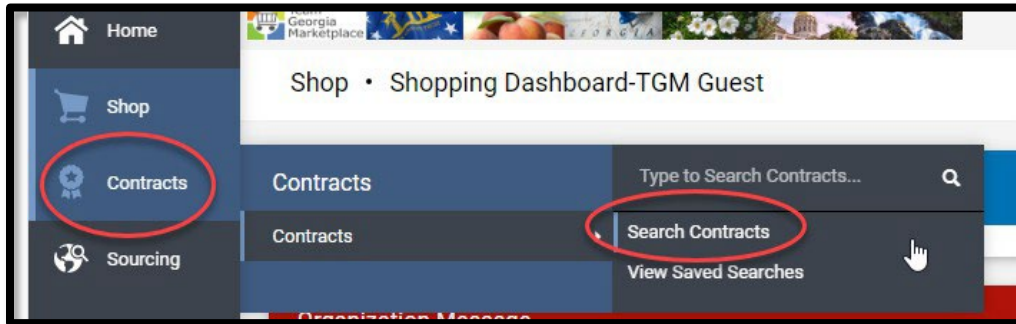 Team
Georgia
Marketplace
GEORGIA
Home
Shop • Shopping Dashboard-TGM Guest
Shop
Contracts
Contracts
Type to Search Contracts...
Contracts
Search Contracts
Sourcing
View Saved Searches
Organization Message